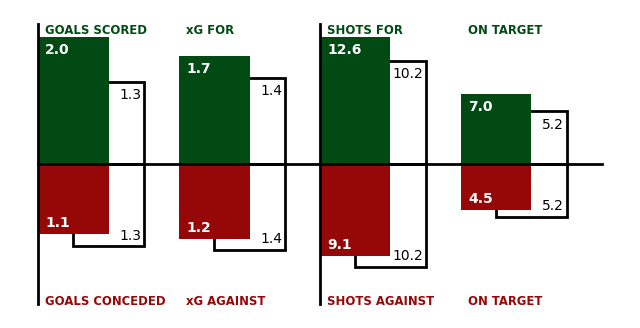 GOALS SCORED xG FOR SHOTS FOR ON TARGET
2.0 1.3 1.7 1.4 12.6 10.2 7.0 5.2
1.1 1.3 1.2 1.4 9.1 10.2 4.5 5.2
GOALS CONCEDED xG AGAINST SHOTS AGAINST ON TARGET